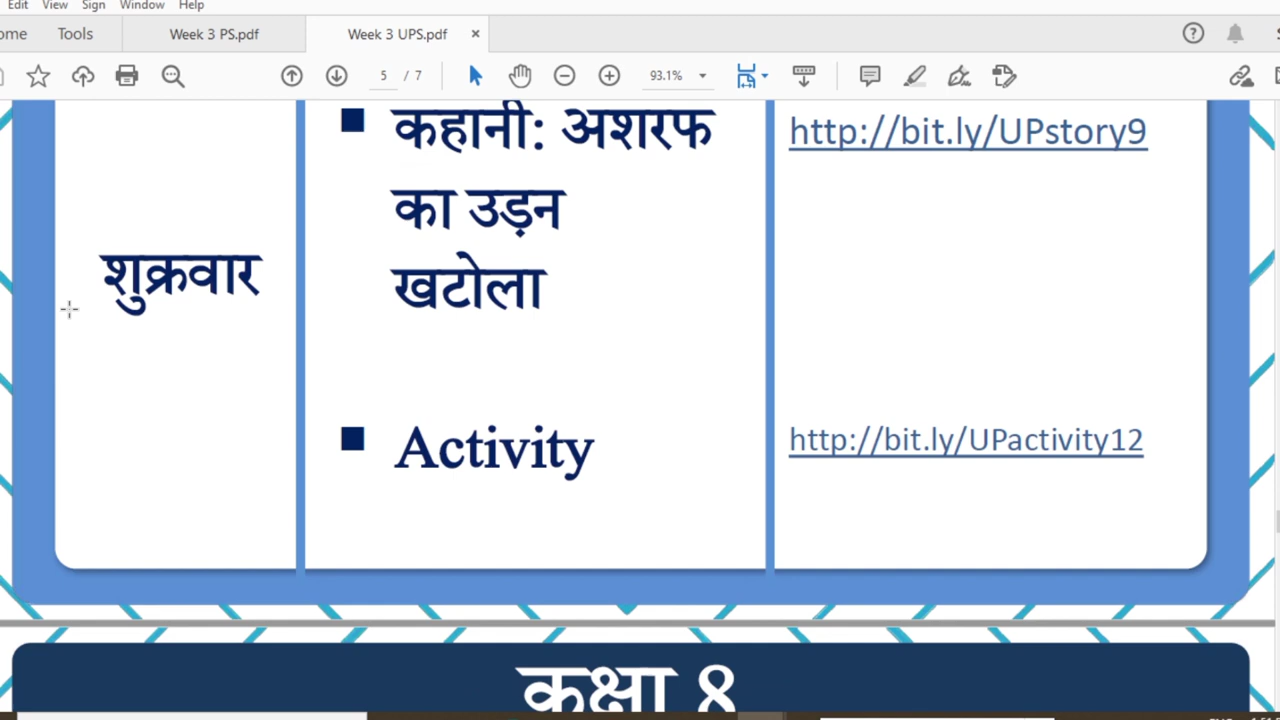 Edit View Sign Window Help
ome Tools Week 3 PS.pdf Week 3 UPS.pdf ×
5 / 7 93.1%
कहानी: अशरफ
का उड़न
खटोला
http://bit.ly/UPstory9
शुक्रवार
Activity
http://bit.ly/UPactivity12
कक्षा 8